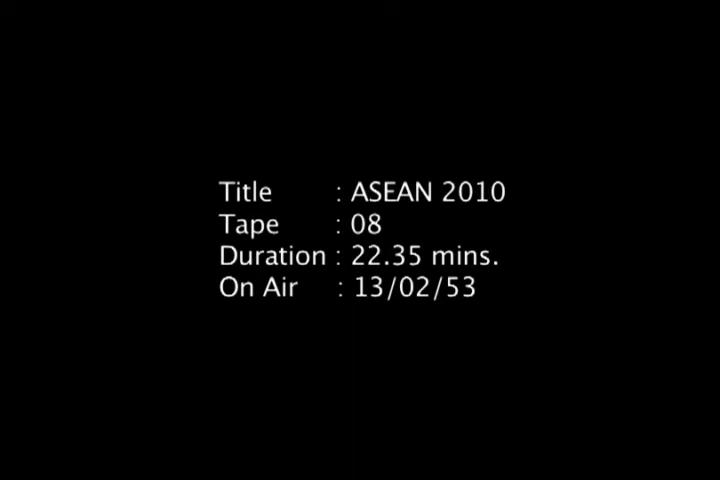 Title : ASEAN 2010
Tape : 08
Duration : 22.35 mins.
On Air : 13/02/53